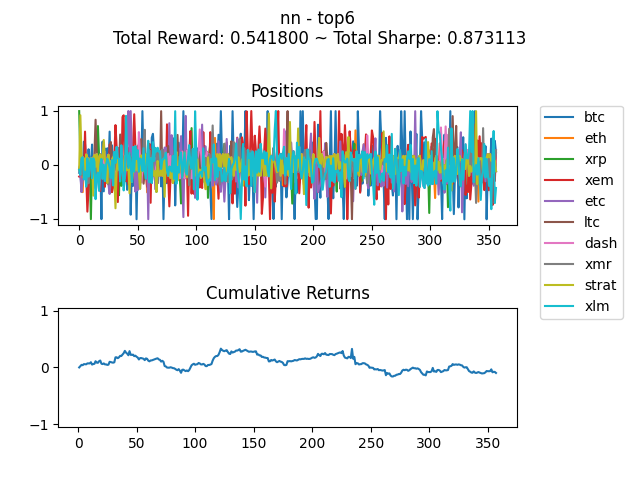 nn - top6
Total Reward: 0.541800 ~ Total Sharpe: 0.873113
Positions
1
0
−1
0 50 100 150 200 250 300 350
btc
eth
xrp
xem
etc
ltc
dash
xmr
strat
xlm
Cumulative Returns
1
0
−1
0 50 100 150 200 250 300 350